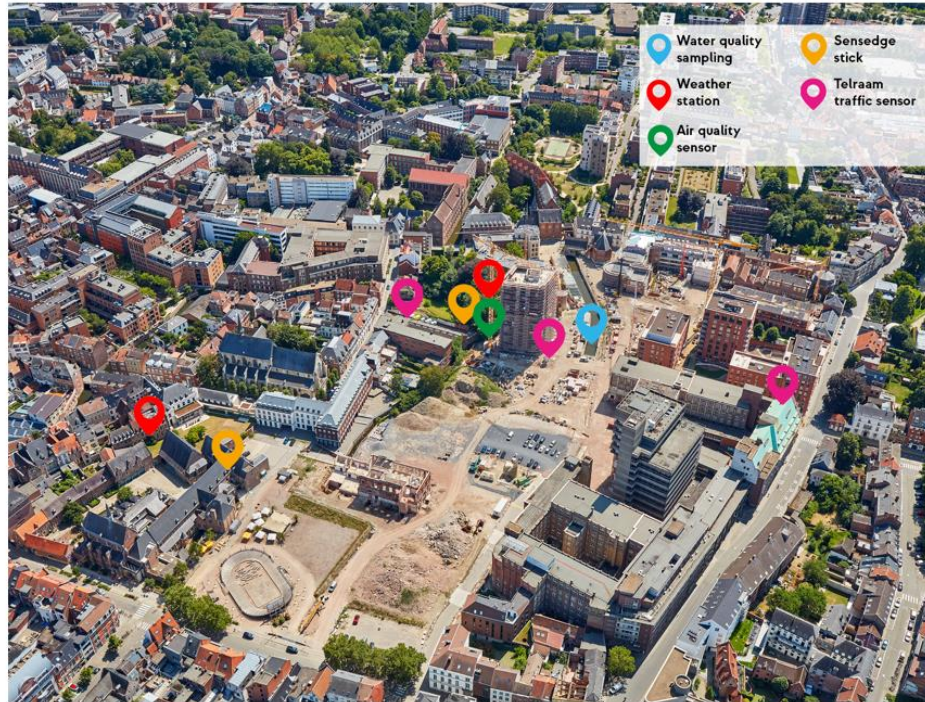 Water quality
sampling
Weather
station
Air quality
sensor
Sensedge
stick
Telraam
traffic sensor